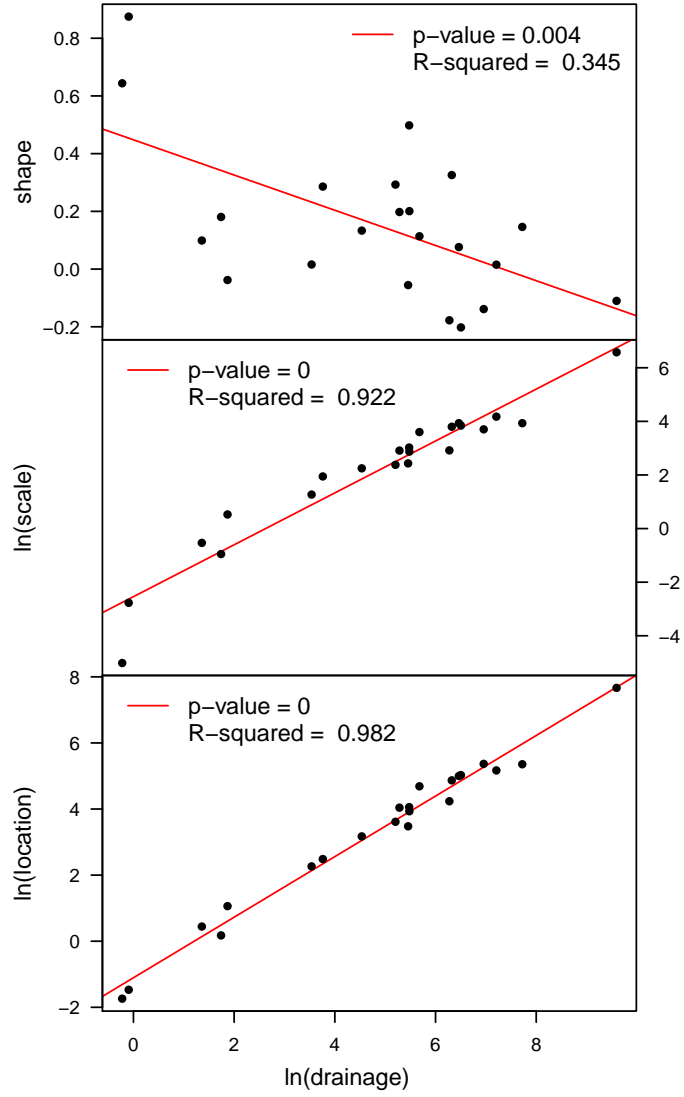 p−value = 0.004
R−squared = 0.345
0.8
0.6
0.4
0.2
0.0
−0.2
shape
p−value = 0
R−squared = 0.922
6
4
2
0
−2
−4
ln(scale)
p−value = 0
R−squared = 0.982
8
6
4
2
0
−2
ln(location)
0 2 4 6 8
ln(drainage)